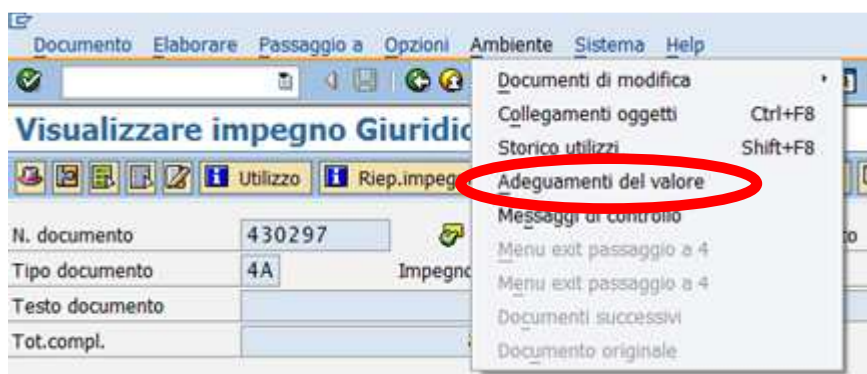 Documento Elaborare Passaggio a Opzioni Ambiente Sistema Help
Documenti di modifica
Visualizzare impegno Giuridic
Collegamenti oggetti Ctrl+F8
Storico utilizzi Shift+F8
Utilizzo Riep.impeg
Adeguamenti del valore
Messaggi di controllo
N. documento 430297
Menu exit passaggio a 4
Tipo documento 4A Impegno
Menu exit passaggio a 4
Testo documento
Documenti successivi
Tot.compl.
Documento originale